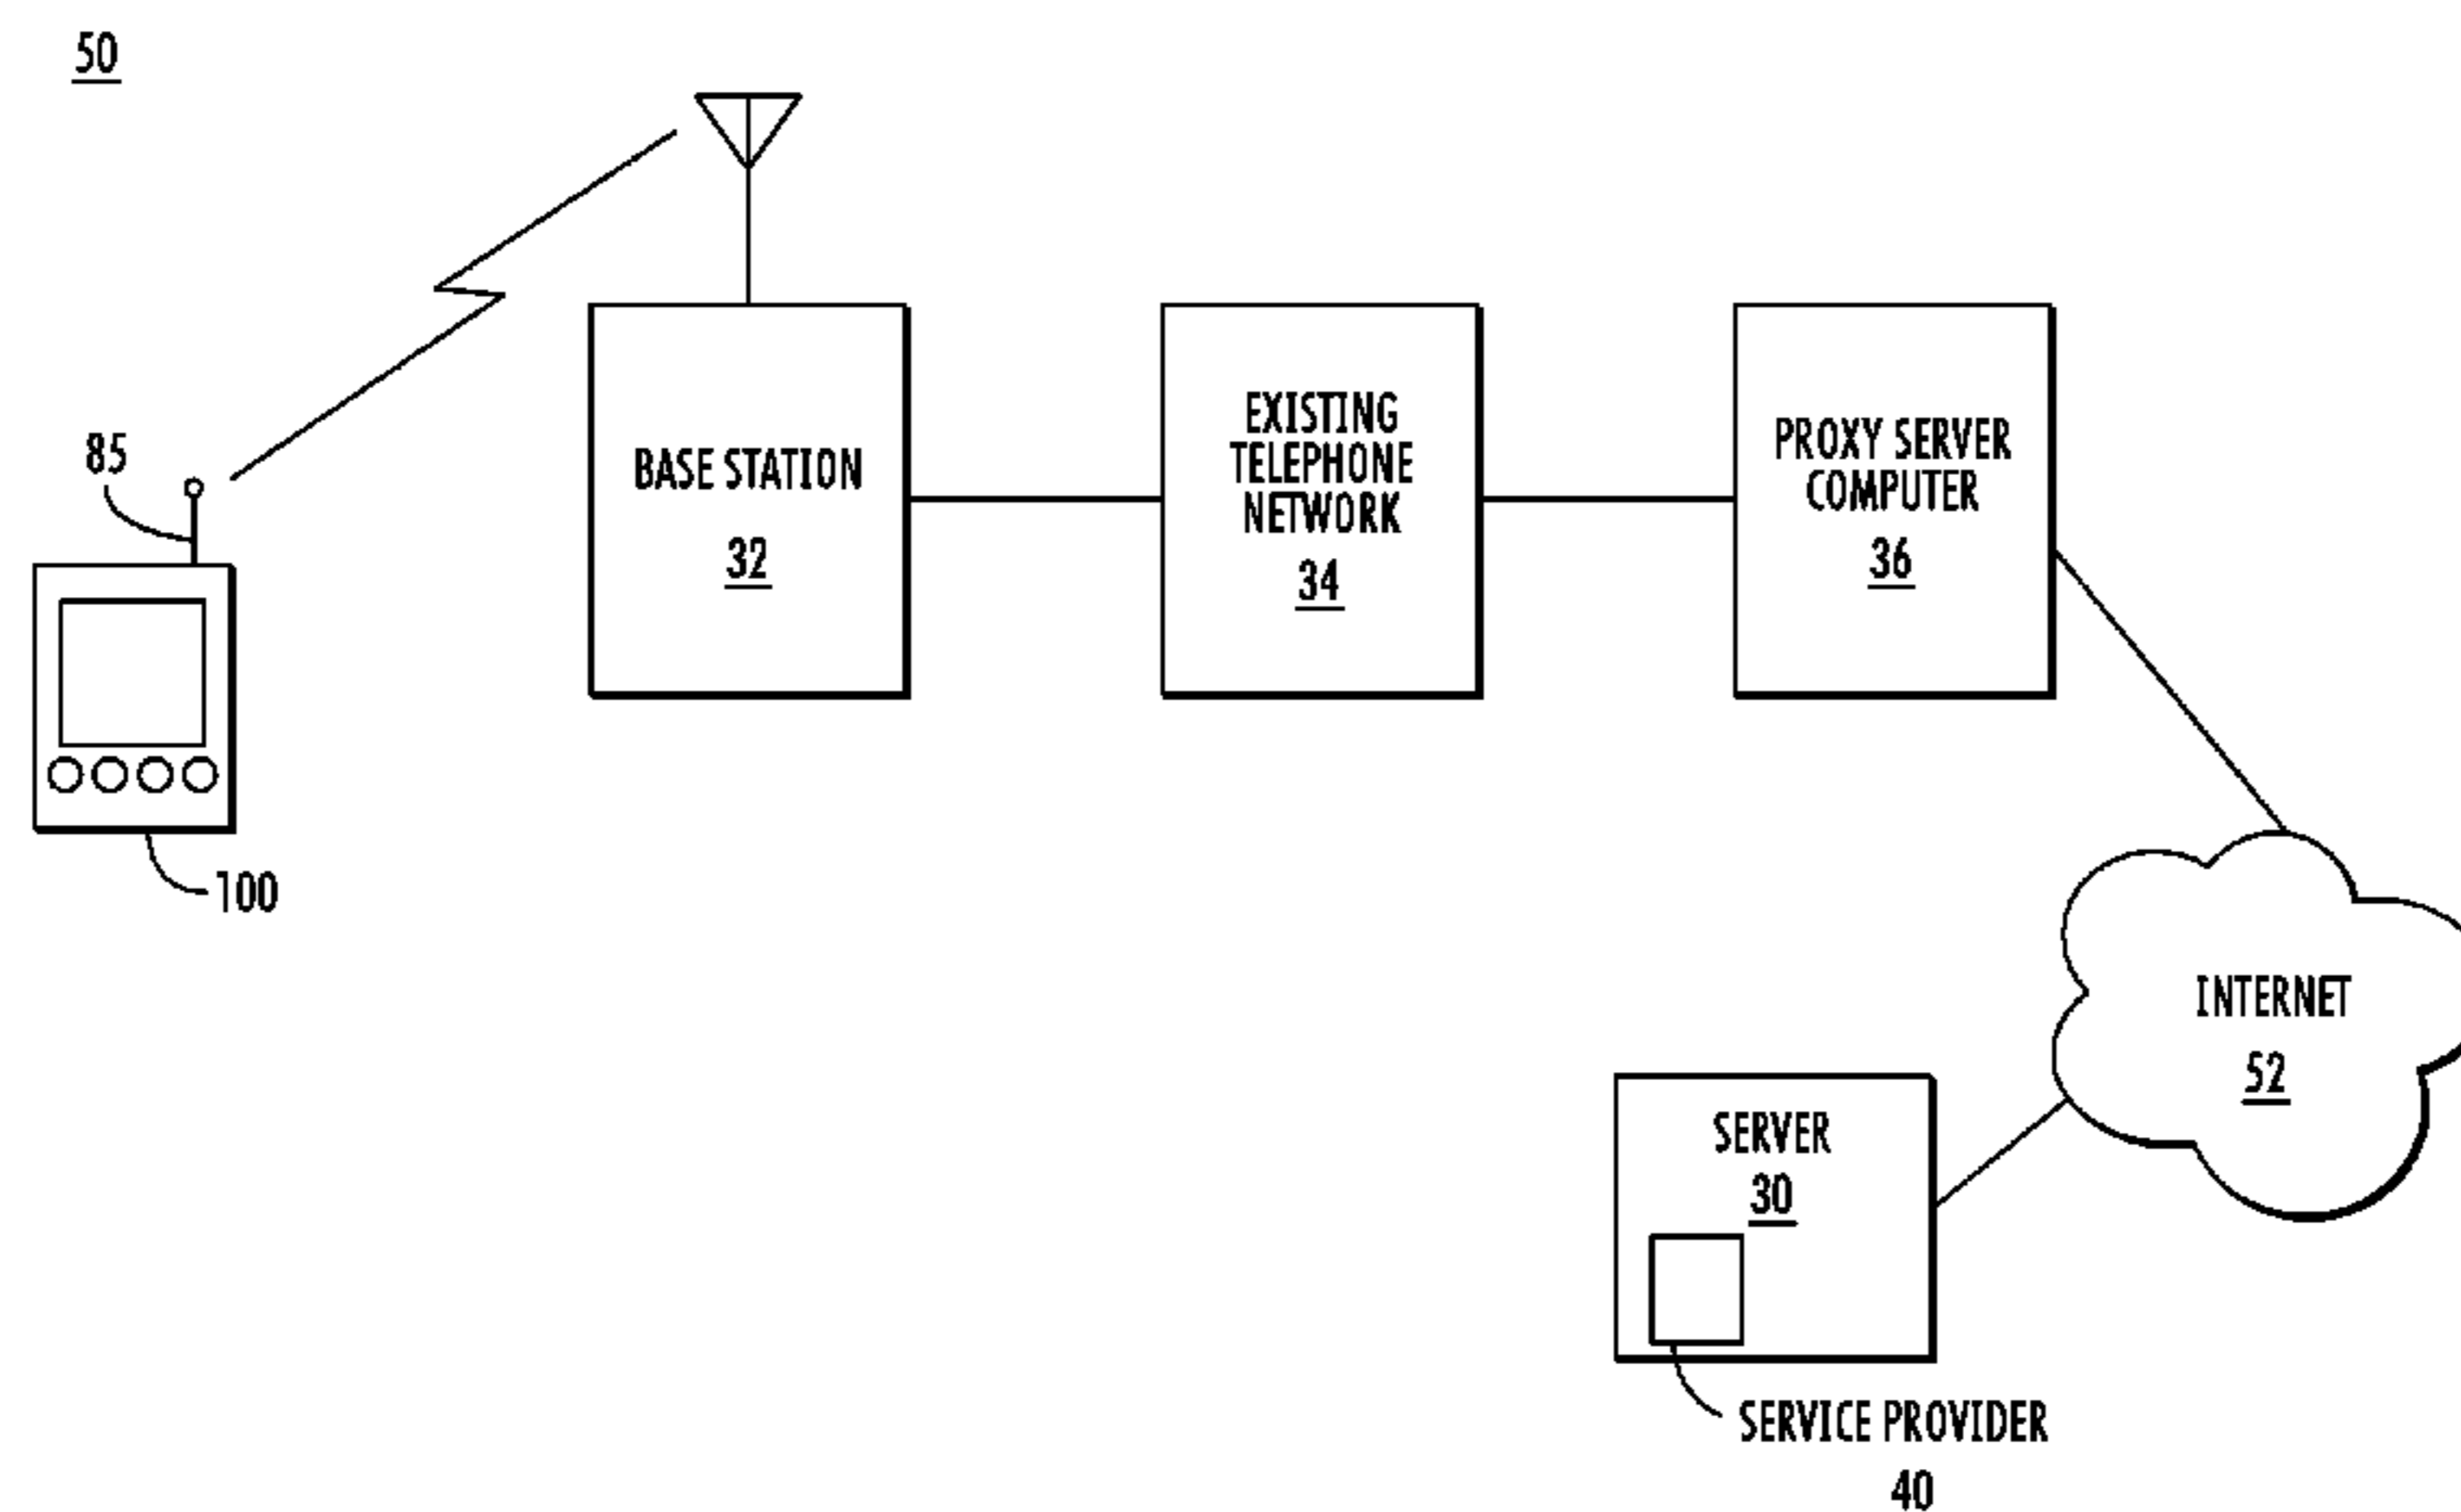 50
85
100
BASE STATION
32
EXISTING
TELEPHONE
NETWORK
34
PROXY SERVER
COMPUTER
36
INTERNET
52
SERVER
30
SERVICE PROVIDER
40